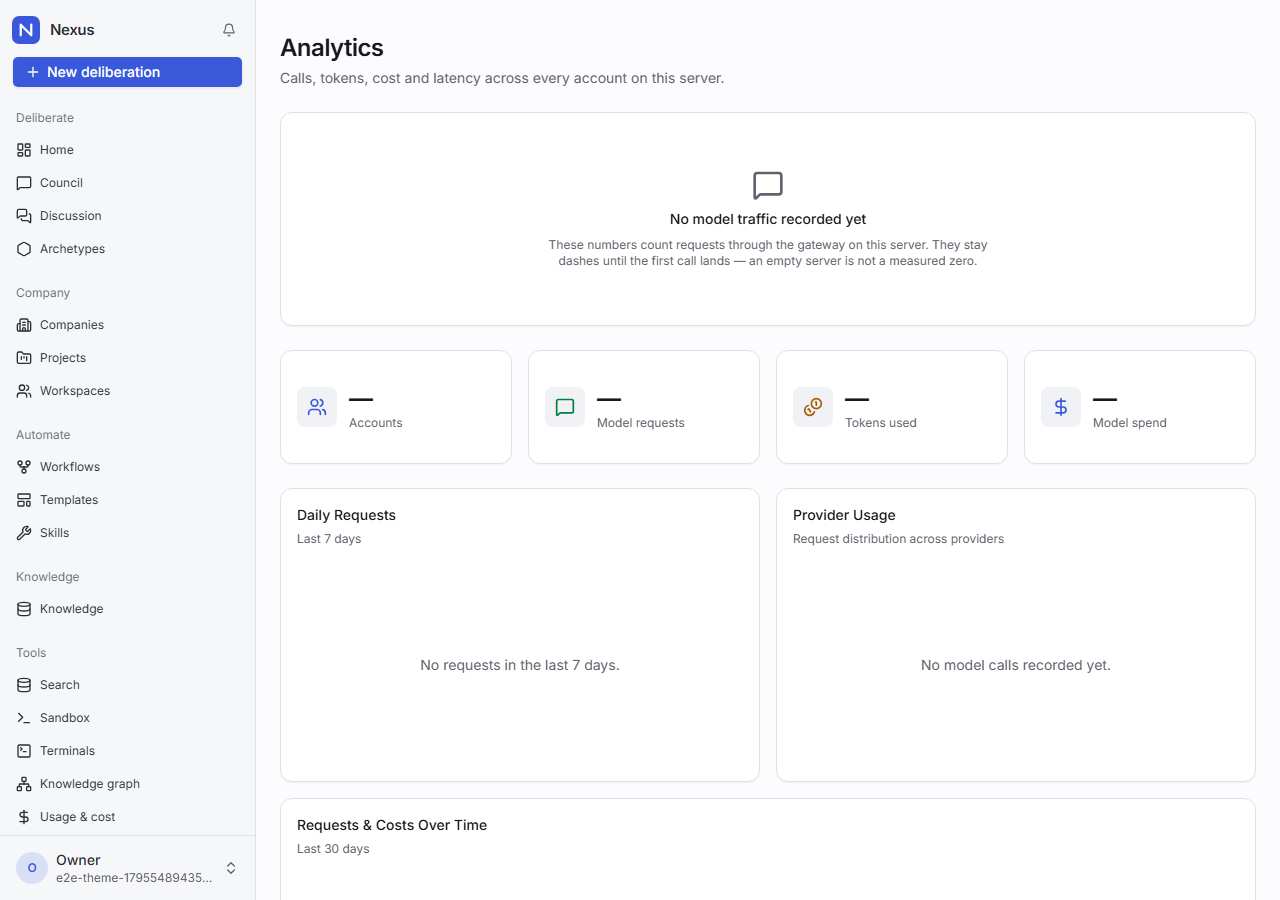 Nexus
New deliberation
Deliberate
Home
Council
Discussion
Archetypes
Company
Companies
Projects
Workspaces
Automate
Workflows
Templates
Skills
Knowledge
Knowledge
Tools
Search
Sandbox
Terminals
Knowledge graph
Usage & cost
O
Owner
e2e-theme-17955489435...
Analytics
Calls, tokens, cost and latency across every account on this server.
No model traffic recorded yet
These numbers count requests through the gateway on this server. They stay
dashes until the first call lands — an empty server is not a measured zero.
—
Accounts
—
Model requests
—
Tokens used
—
Model spend
Daily Requests
Last 7 days
No requests in the last 7 days.
Provider Usage
Request distribution across providers
No model calls recorded yet.
Requests & Costs Over Time
Last 30 days